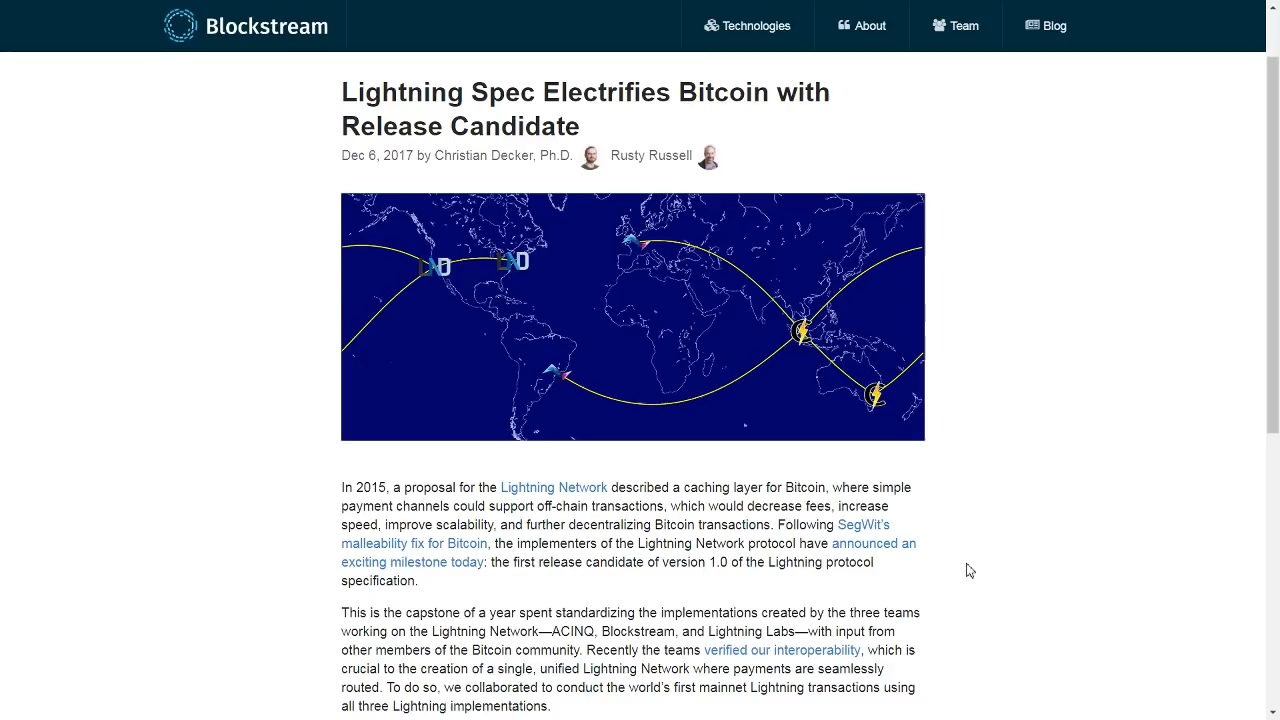 Blockstream
Technologies
About
Team
Blog
Lightning Spec Electrifies Bitcoin with
Release Candidate
Dec 6, 2017 by Christian Decker, Ph.D. Rusty Russell
LND
LND
In 2015, a proposal for the Lightning Network described a caching layer for Bitcoin, where simple
payment channels could support off-chain transactions, which would decrease fees, increase
speed, improve scalability, and further decentralizing Bitcoin transactions. Following SegWit's
malleability fix for Bitcoin, the implementers of the Lightning Network protocol have announced an
exciting milestone today: the first release candidate of version 1.0 of the Lightning protocol
specification.
This is the capstone of a year spent standardizing the implementations created by the three teams
working on the Lightning Network—ACINQ, Blockstream, and Lightning Labs—with input from
other members of the Bitcoin community. Recently the teams verified our interoperability, which is
crucial to the creation of a single, unified Lightning Network where payments are seamlessly
routed. To do so, we collaborated to conduct the world's first mainnet Lightning transactions using
all three Lightning implementations.